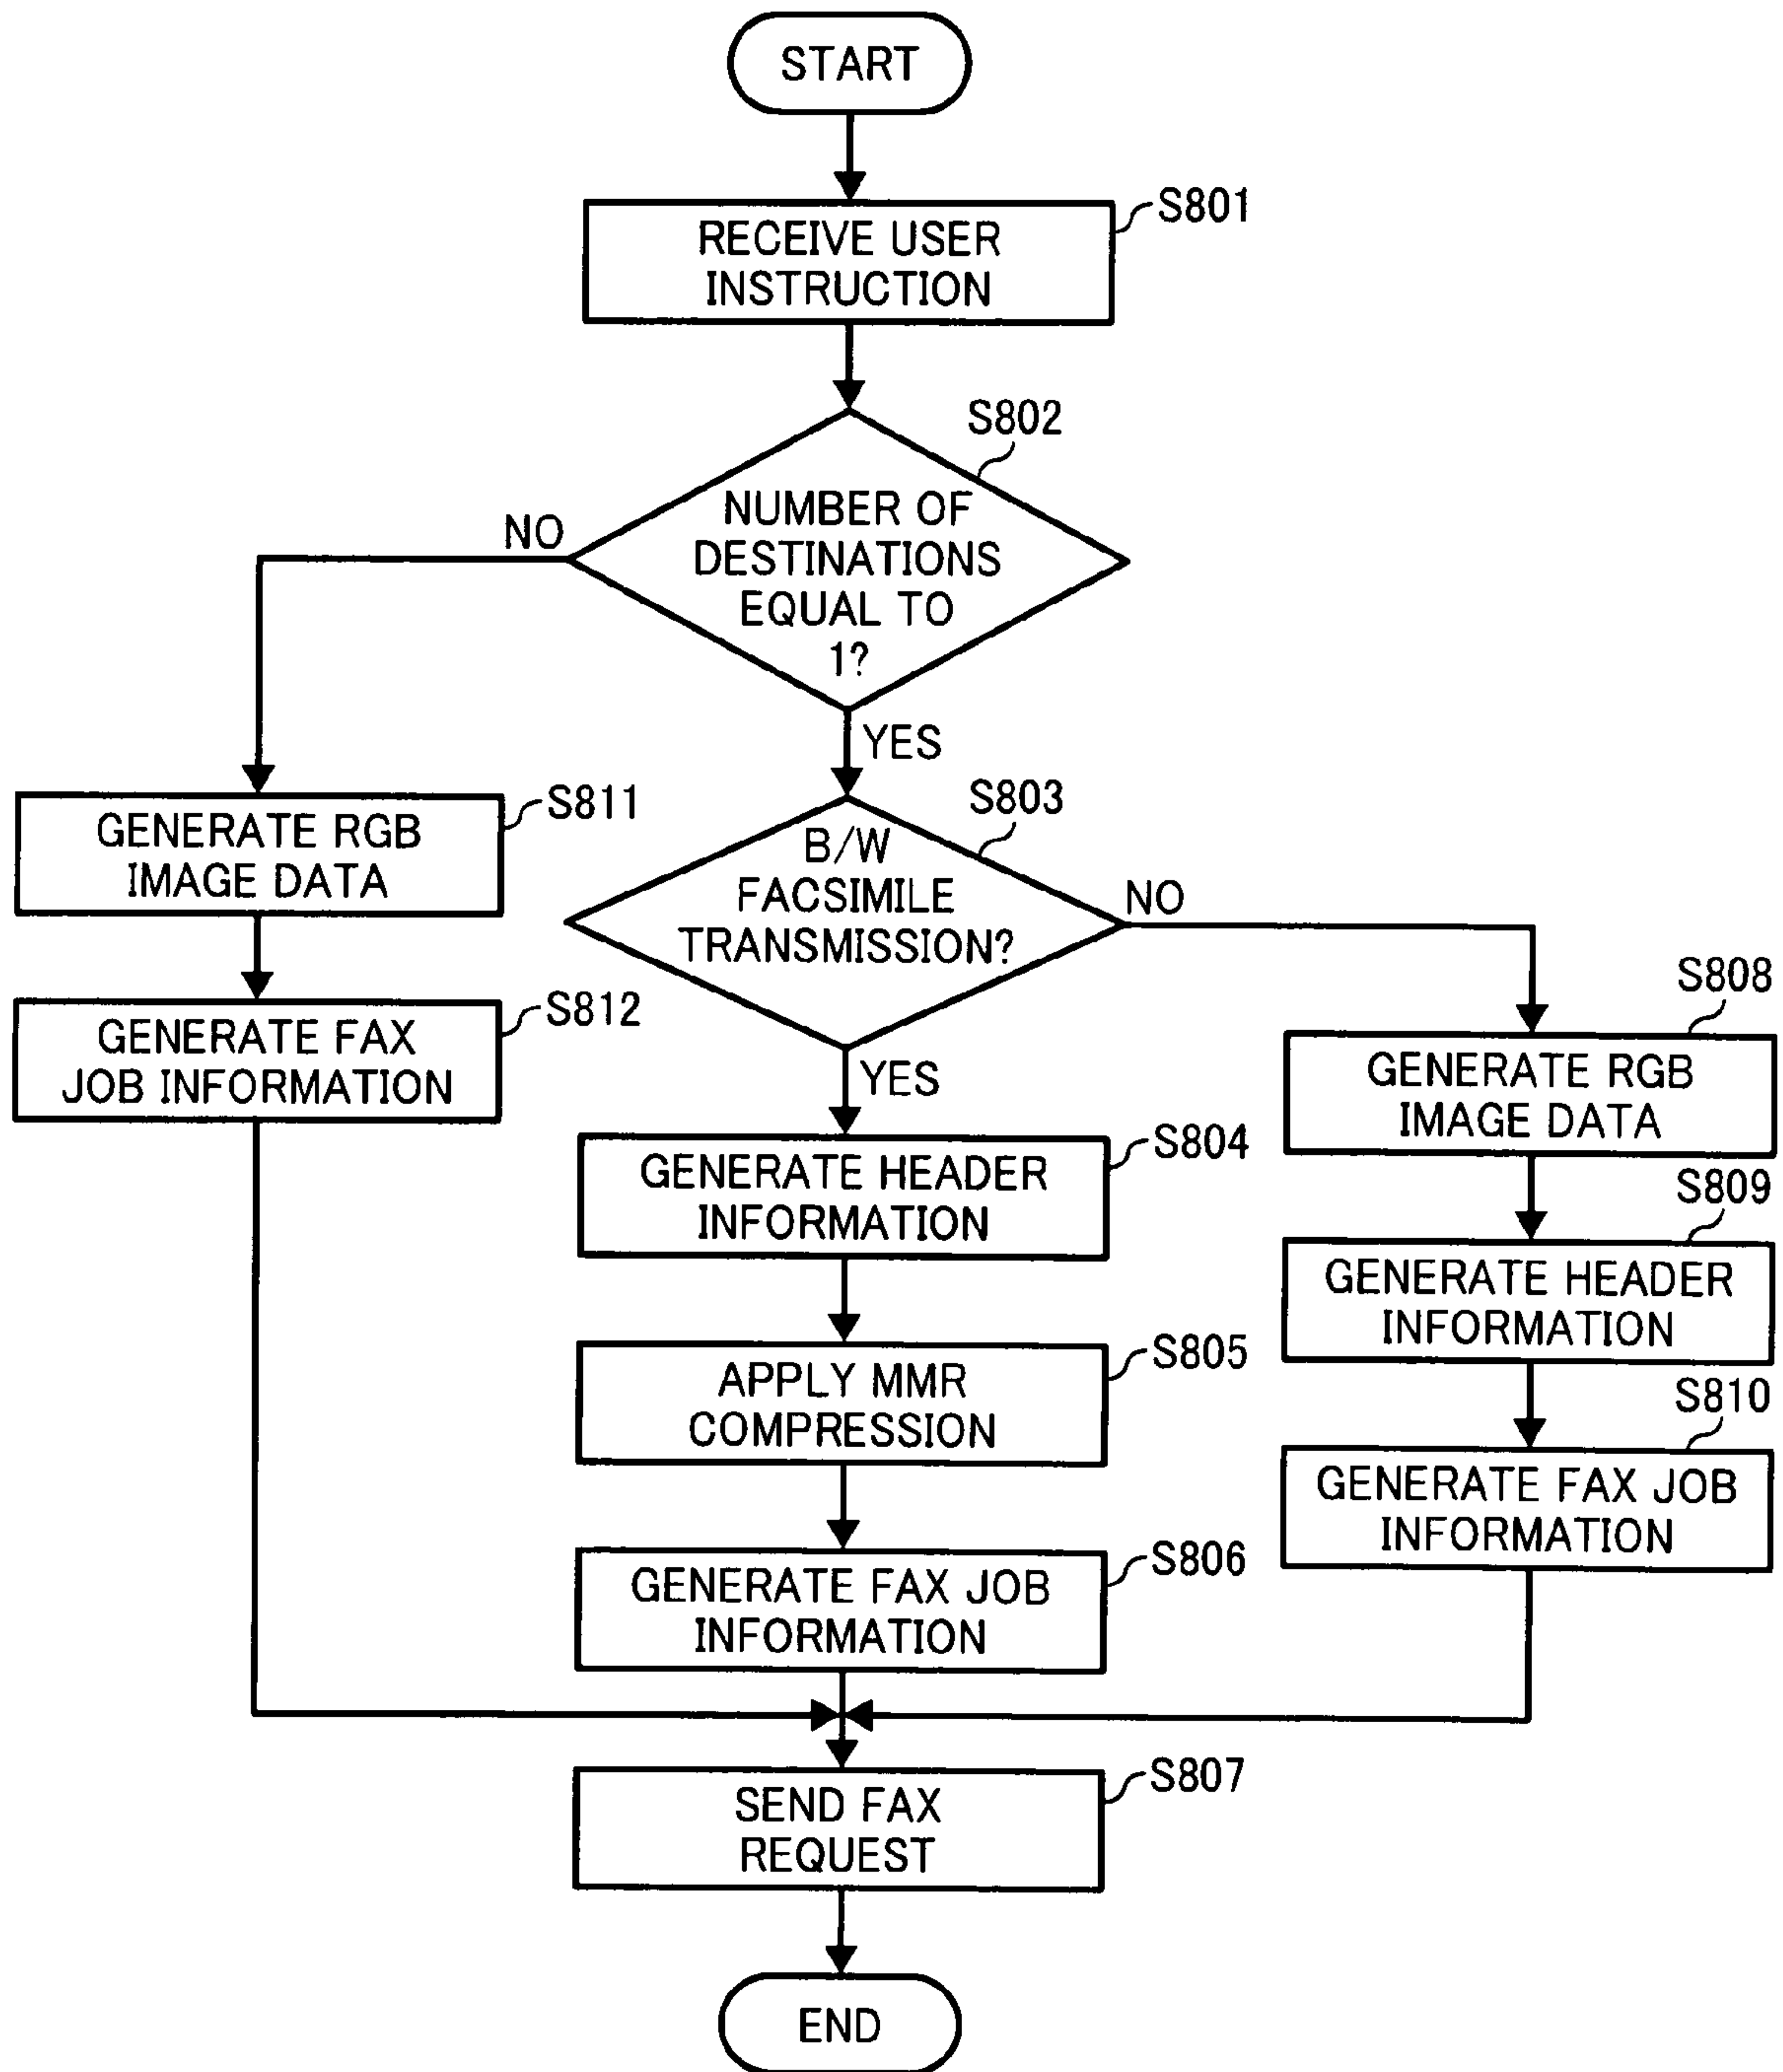 START
S801
RECEIVE USER
INSTRUCTION
S802
NUMBER OF
DESTINATIONS
EQUAL TO
1?
NO
YES
S811
GENERATE RGB
IMAGE DATA
S812
GENERATE FAX
JOB INFORMATION
S803
B/W
FACSIMILE
TRANSMISSION?
NO
YES
S804
GENERATE HEADER
INFORMATION
S805
APPLY MMR
COMPRESSION
S806
GENERATE FAX JOB
INFORMATION
S808
GENERATE RGB
IMAGE DATA
S809
GENERATE HEADER
INFORMATION
S810
GENERATE FAX JOB
INFORMATION
S807
SEND FAX
REQUEST
END